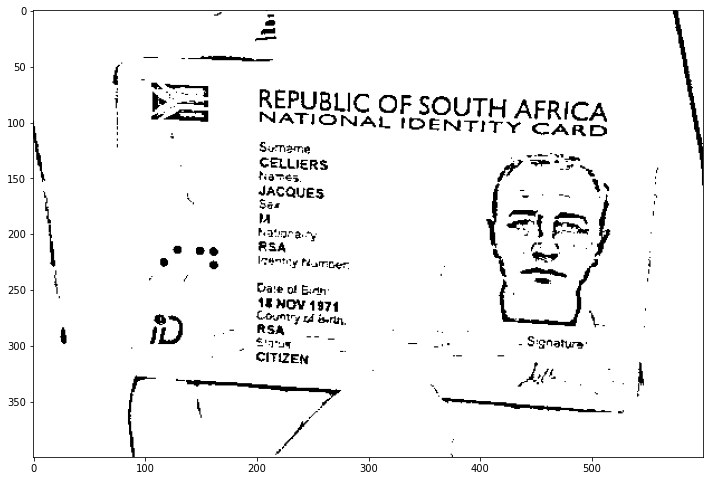 0
50
100
150
200
250
300
350
REPUBLIC OF SOUTH AFRICA
NATIONAL IDENTITY CARD
Surname
CELLIERS
Names
JACQUES
Sex
M
Nationality
RSA
Identity Number
Date of Birth
18 NOV 1971
Country of Birth
RSA
Status
CITIZEN
iD
Signature
0 100 200 300 400 500